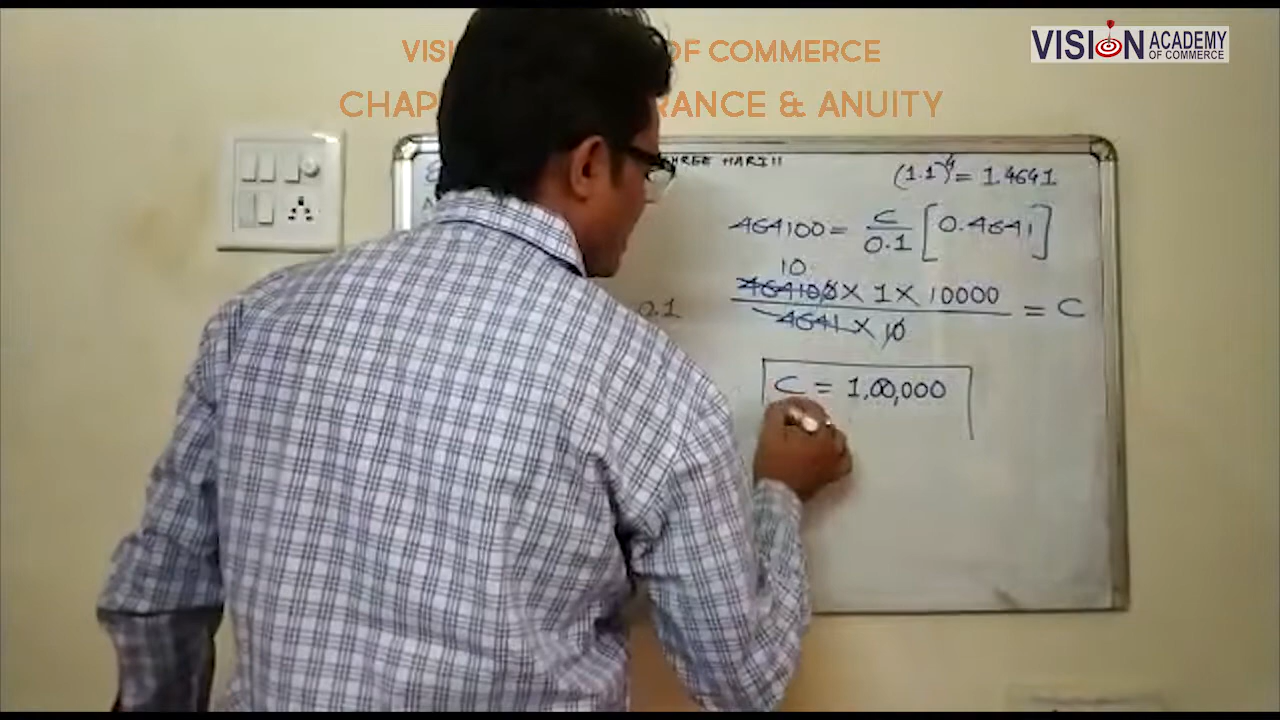 VISI OF COMMERCE
VISION ACADEMY
OF COMMERCE
CHAP RANCE & ANUITY
SHREE HARI !!
(1.1)⁴ = 1.4641
464100 = C/0.1 [0.4641]
10
464100 × 1 × 10000 / 4641 × 10 = C
0.1
C = 1,00,000